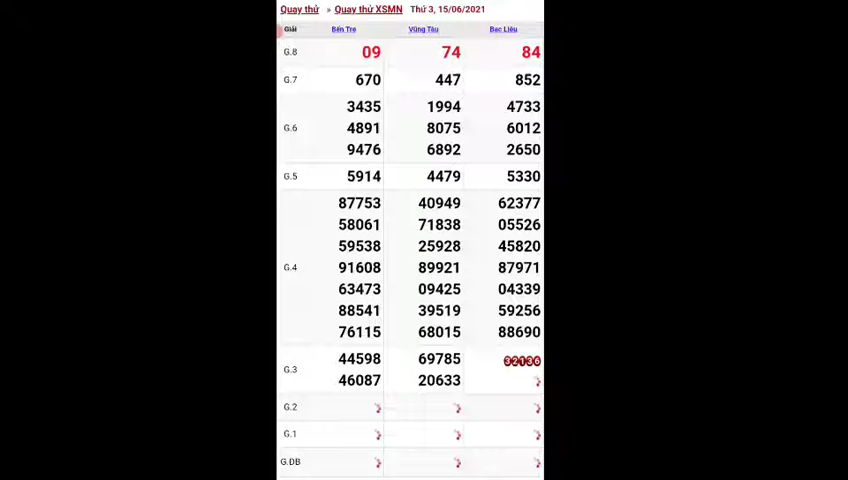 Quay thử » Quay thử XSMN Thứ 3, 15/06/2021
Giải Bến Tre Vũng Tàu Bạc Liêu
G.8 09 74 84
G.7 670 447 852
3435 1994 4733
G.6 4891 8075 6012
9476 6892 2650
G.5 5914 4479 5330
87753 40949 62377
58061 71838 05526
59538 25928 45820
G.4 91608 89921 87971
63473 09425 04339
88541 39519 59256
76115 68015 88690
44598 69785 32136
G.3
46087 20633
G.2
G.1
G.ĐB